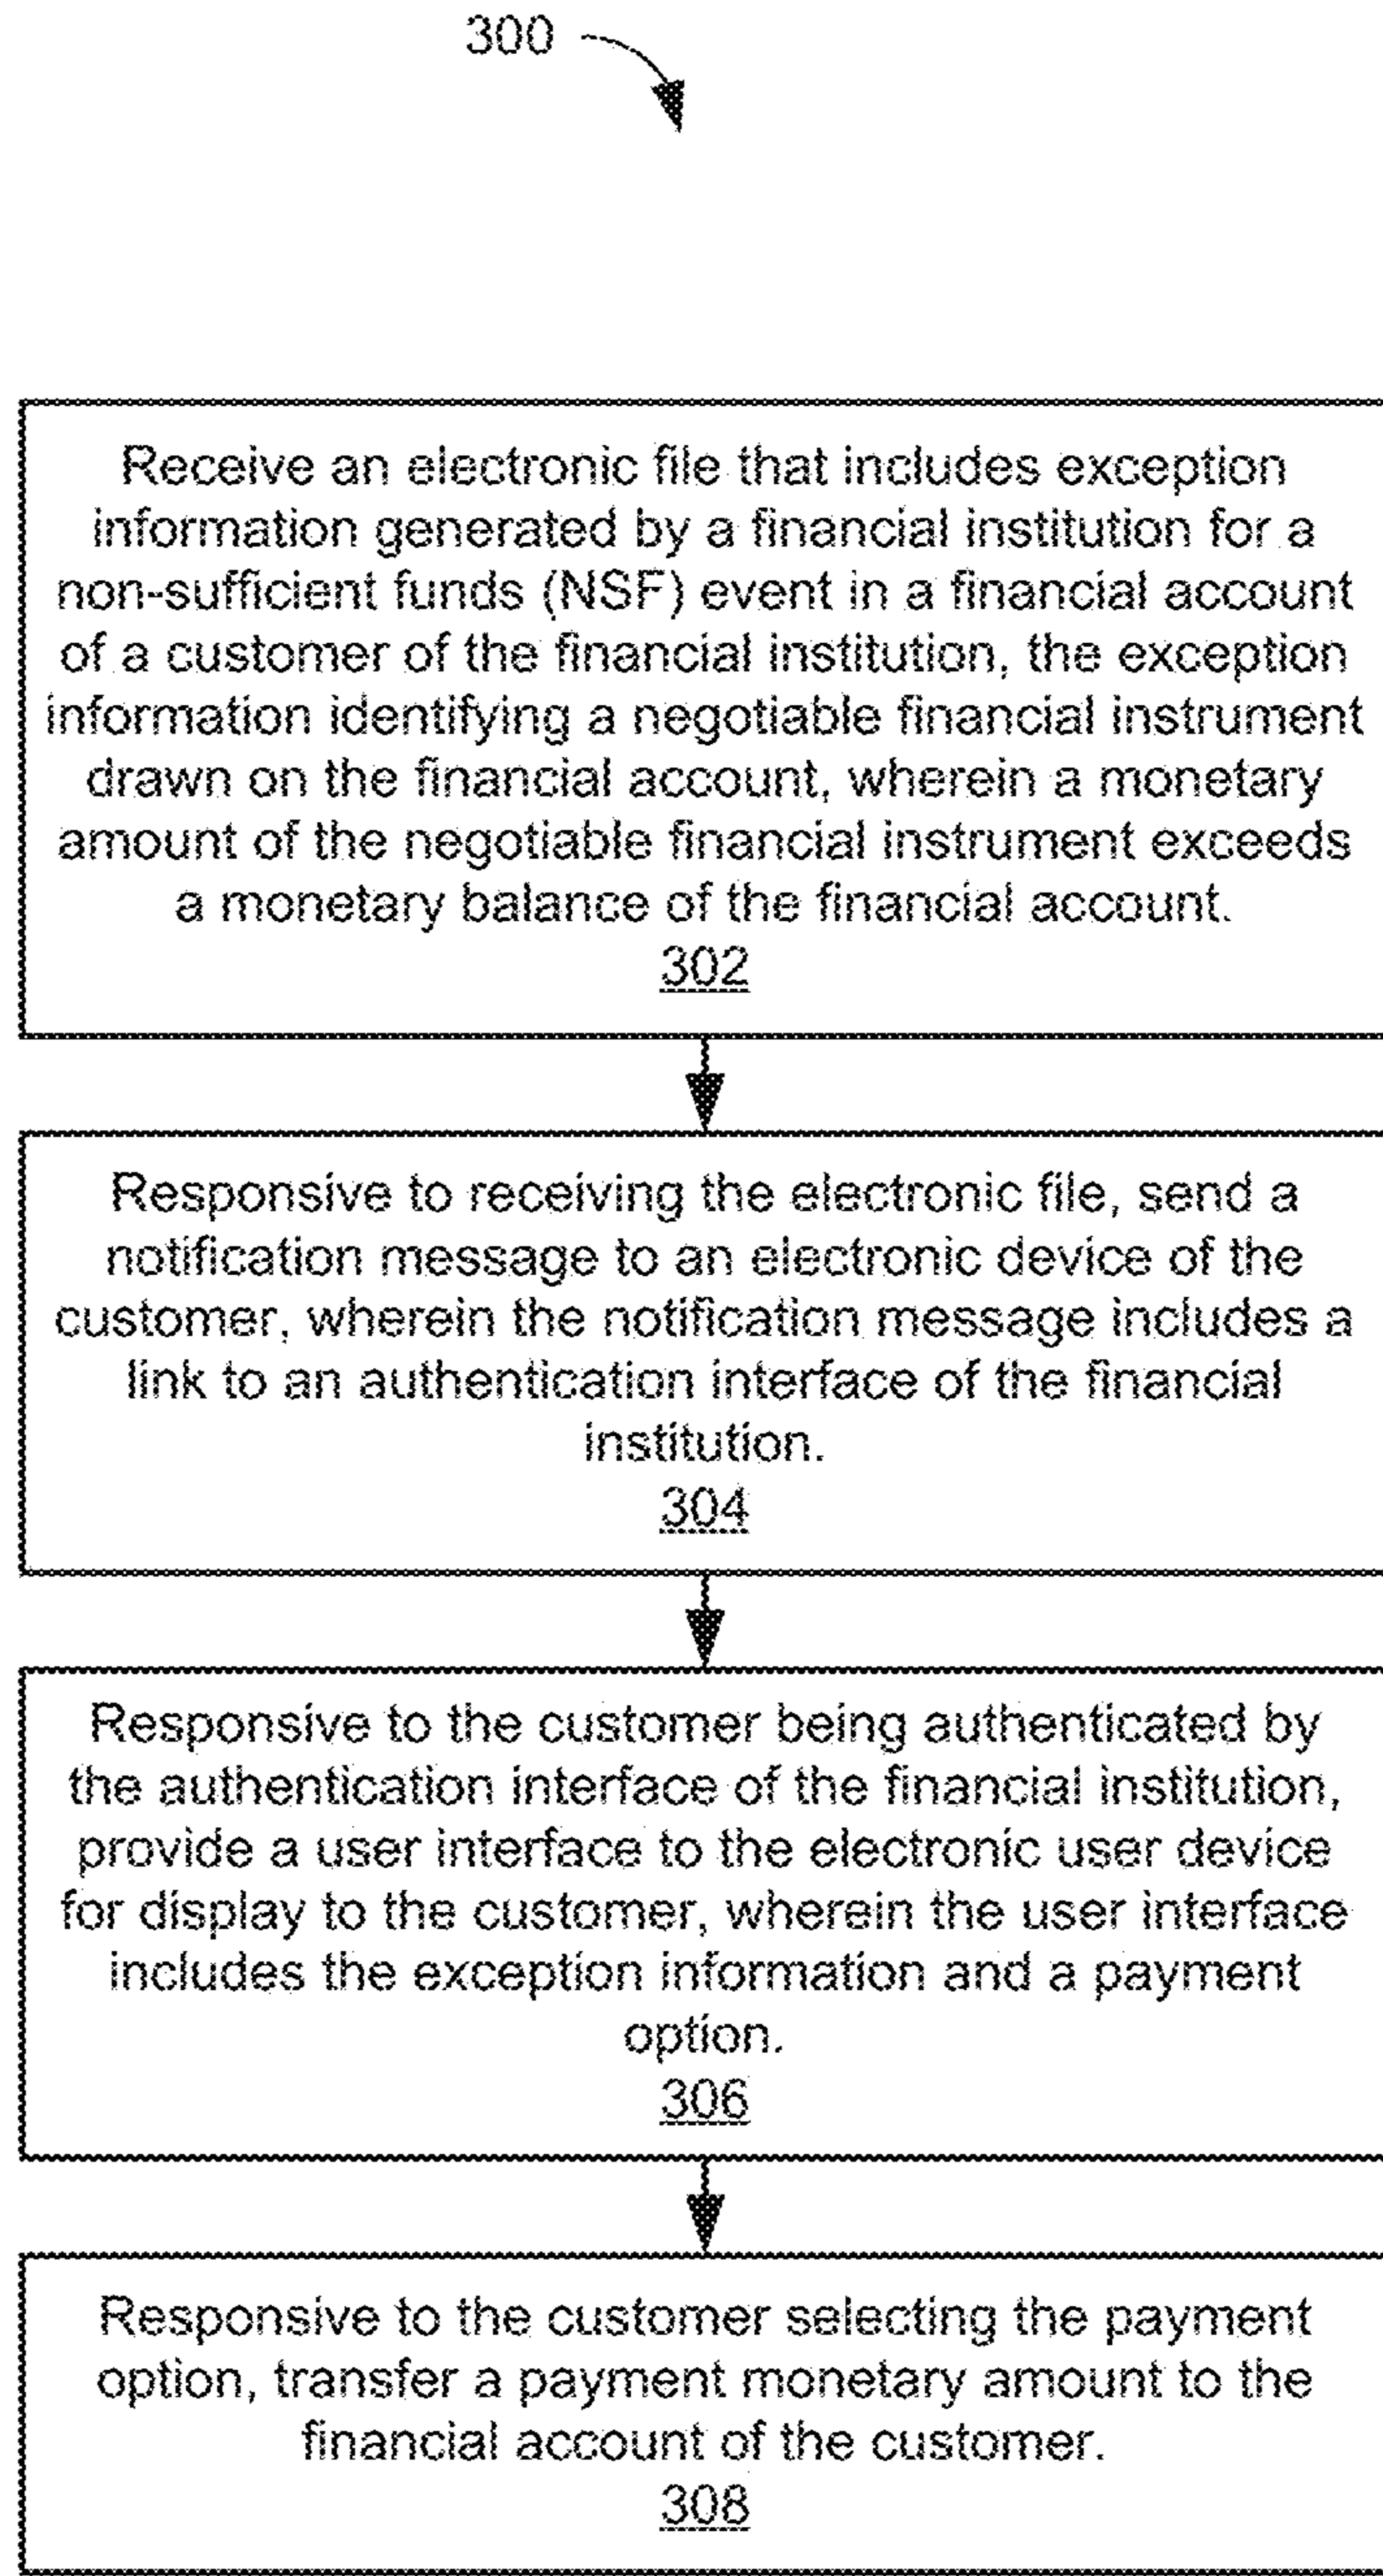 300
Receive an electronic file that includes exception
information generated by a financial institution for a
non-sufficient funds (NSF) event in a financial account
of a customer of the financial institution, the exception
information identifying a negotiable financial instrument
drawn on the financial account, wherein a monetary
amount of the negotiable financial instrument exceeds
a monetary balance of the financial account.
302
Responsive to receiving the electronic file, send a
notification message to an electronic device of the
customer, wherein the notification message includes a
link to an authentication interface of the financial
institution.
304
Responsive to the customer being authenticated by
the authentication interface of the financial institution,
provide a user interface to the electronic user device
for display to the customer, wherein the user interface
includes the exception information and a payment
option.
306
Responsive to the customer selecting the payment
option, transfer a payment monetary amount to the
financial account of the customer.
308